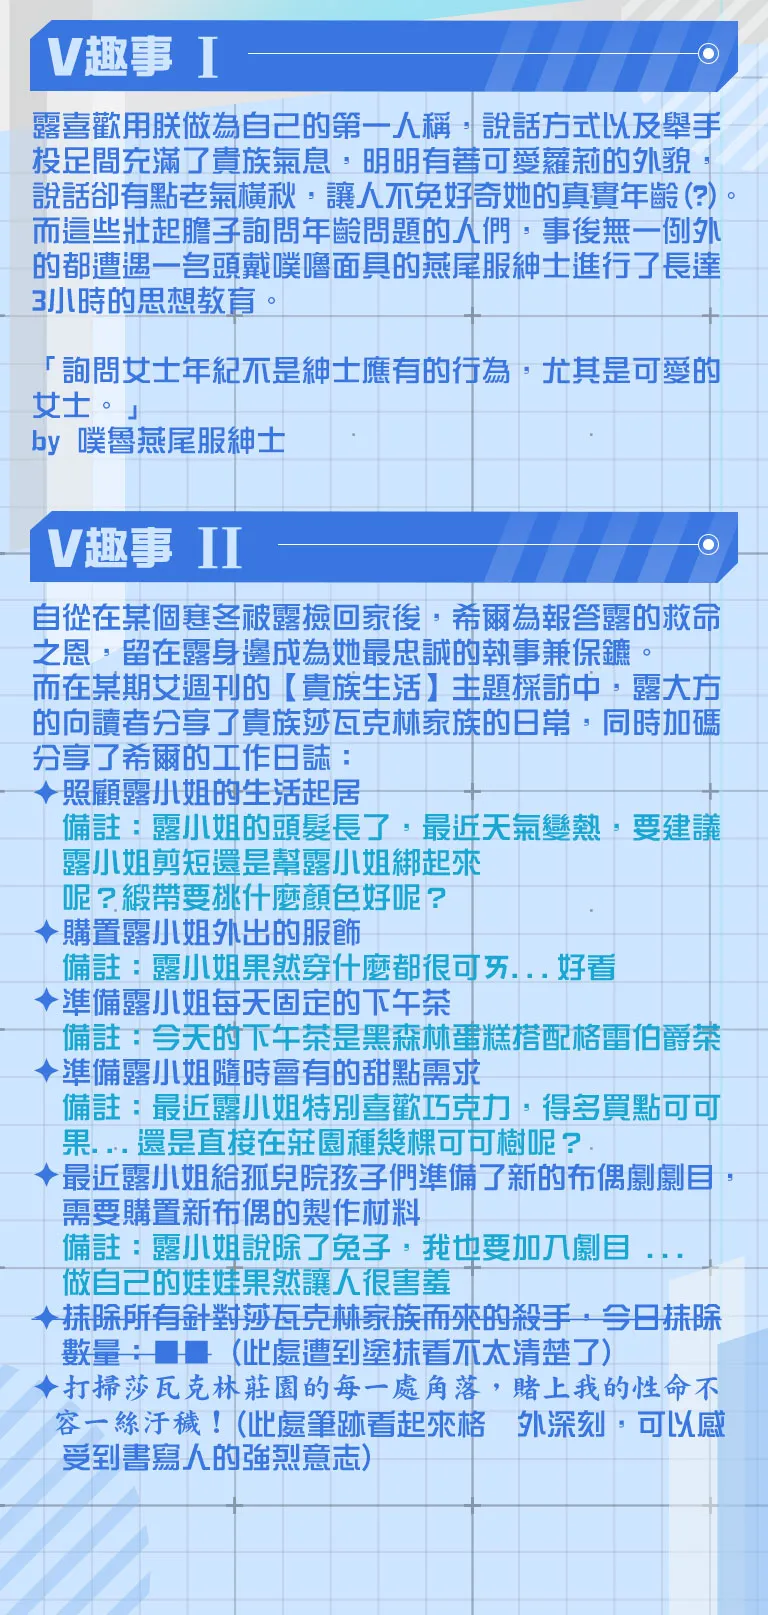 V趣事 I
露喜歡用朕做為自己的第一人稱，說話方式以及舉手
投足間充滿了貴族氣息，明明有著可愛蘿莉的外貌，
說話卻有點老氣橫秋，讓人不免好奇她的真實年齡(?)。
而這些壯起膽子詢問年齡問題的人們，事後無一例外
的都遭遇一名頭戴噗嚕面具的燕尾服紳士進行了長達
3小時的思想教育。
「詢問女士年紀不是紳士應有的行為，尤其是可愛的
女士。」
by 噗魯燕尾服紳士
V趣事 II
自從在某個寒冬被露撿回家後，希爾為報答露的救命
之恩，留在露身邊成為她最忠誠的執事兼保鑣。
而在某期女週刊的【貴族生活】主題採訪中，露大方
的向讀者分享了貴族莎瓦克林家族的日常，同時加碼
分享了希爾的工作日誌：
✦照顧露小姐的生活起居
備註：露小姐的頭髮長了，最近天氣變熱，要建議
露小姐剪短還是幫露小姐綁起來
呢？緞帶要挑什麼顏色好呢？
✦購置露小姐外出的服飾
備註：露小姐果然穿什麼都很可ㄞ...好看
✦準備露小姐每天固定的下午茶
備註：今天的下午茶是黑森林蛋糕搭配格雷伯爵茶
✦準備露小姐隨時會有的甜點需求
備註：最近露小姐特別喜歡巧克力，得多買點可可
果...還是直接在莊園種幾棵可可樹呢？
✦最近露小姐給孤兒院孩子們準備了新的布偶劇劇目，
需要購置新布偶的製作材料
備註：露小姐說除了兔子，我也要加入劇目 ...
做自己的娃娃果然讓人很害羞
✦抹除所有針對莎瓦克林家族而來的殺手，今日抹除
數量：■■（此處遭到塗抹看不太清楚了）
✦打掃莎瓦克林莊園的每一處角落，賭上我的性命不
容一絲汙穢！(此處筆跡看起來格 外深刻，可以感
受到書寫人的強烈意志)